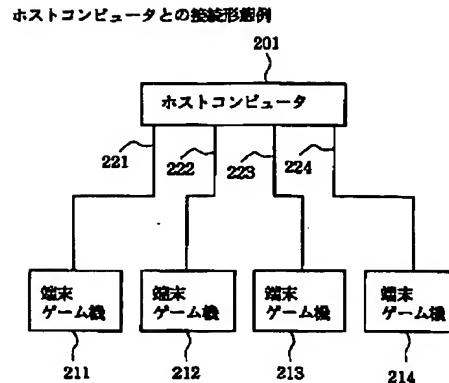 ホストコンピュータとの接続形態例
201
ホストコンピュータ
221
222
223
224
端末
ゲーム機
端末
ゲーム機
端末
ゲーム機
端末
ゲーム機
211
212
213
214